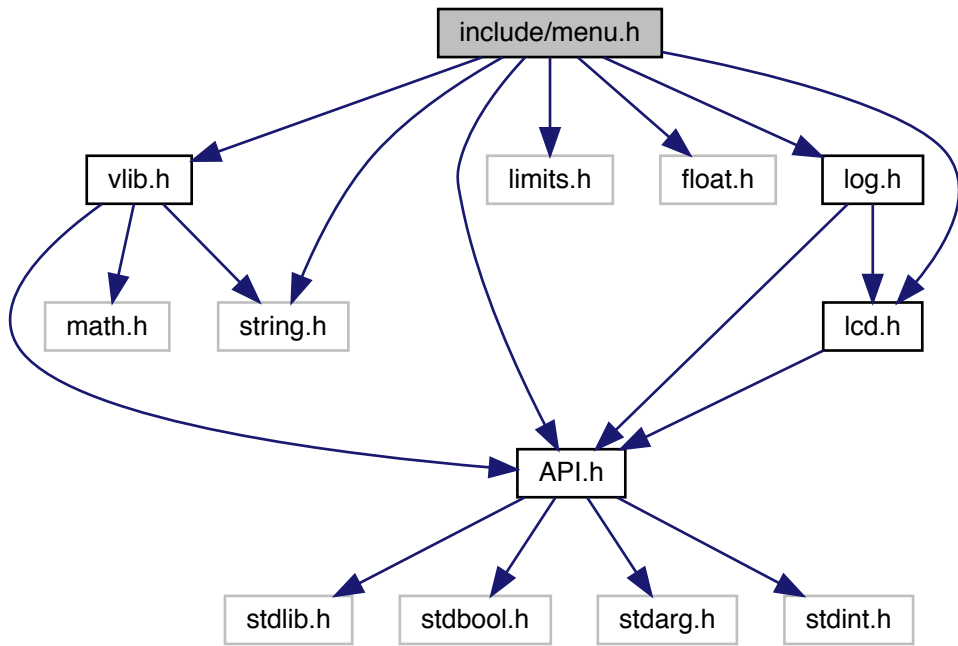 include/menu.h
vlib.h
limits.h
float.h
log.h
math.h
string.h
lcd.h
API.h
stdlib.h
stdbool.h
stdarg.h
stdint.h